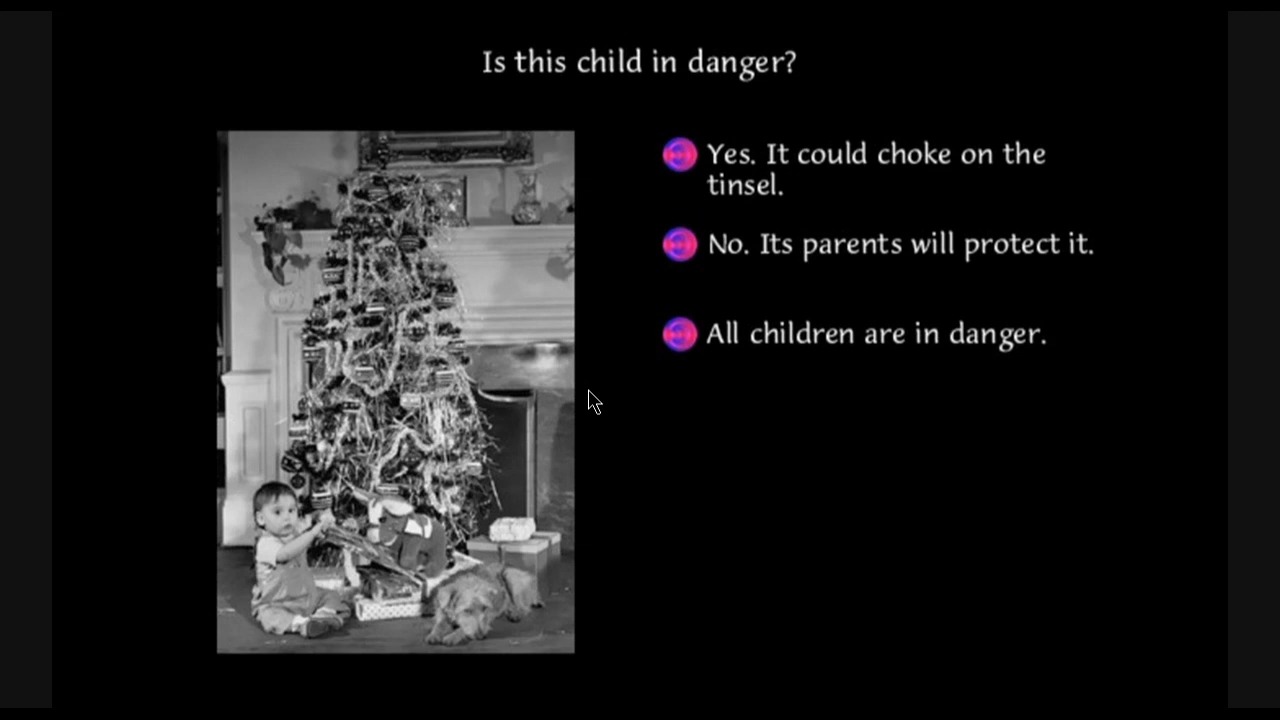 Is this child in danger?
Yes. It could choke on the
tinsel.
No. Its parents will protect it.
All children are in danger.